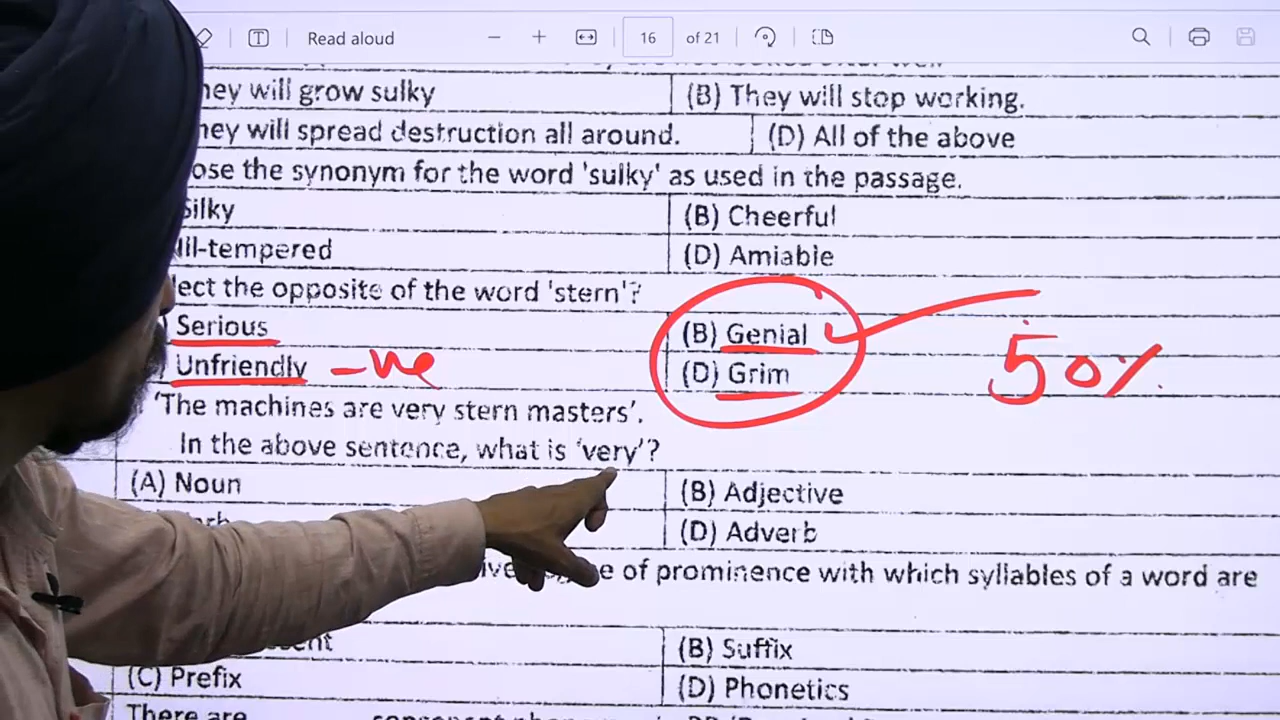 Read aloud − + 16 of 21
hey will grow sulky (B) They will stop working.
hey will spread destruction all around. (D) All of the above
ose the synonym for the word 'sulky' as used in the passage.
Silky (B) Cheerful
Ill-tempered (D) Amiable
lect the opposite of the word 'stern'?
Serious (B) Genial
50%
Unfriendly -ve (D) Grim
'The machines are very stern masters'.
In the above sentence, what is 'very'?
(A) Noun (B) Adjective
(D) Adverb
of prominence with which syllables of a word are
(B) Suffix
(C) Prefix (D) Phonetics
There are